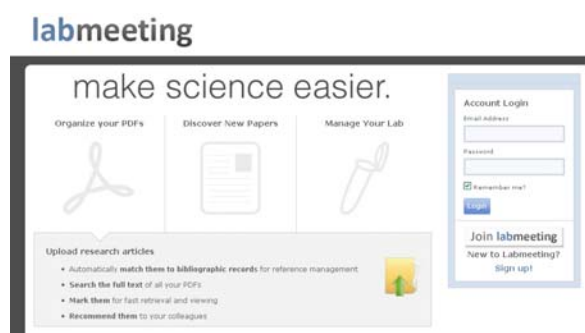 labmeeting
make science easier.
Organize your PDFs
Discover New Papers
Manage Your Lab
Upload research articles
• Automatically match them to bibliographic records for reference management
• Search the full text of all your PDFs
• Mark them for fast retrieval and viewing
• Recommend them to your colleagues
Account Login
Email Address
Password
Remember me?
Login
Join labmeeting
New to Labmeeting?
Sign up!